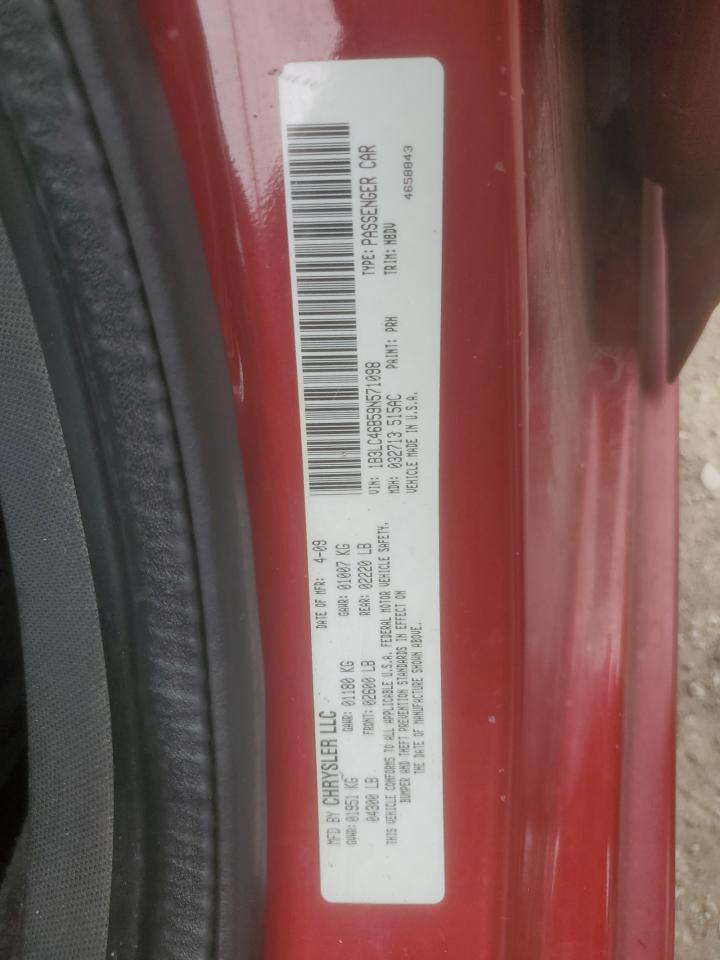 MFD BY CHRYSLER LLC DATE OF MFR: 4-09
GVWR: 01951 KG GAWR: 01180 KG GAWR: 01007 KG
04300 LB FRONT: 02600 LB REAR: 02220 LB
THIS VEHICLE CONFORMS TO ALL APPLICABLE U.S.A. FEDERAL MOTOR VEHICLE SAFETY,
BUMPER AND THEFT PREVENTION STANDARDS IN EFFECT ON
THE DATE OF MANUFACTURE SHOWN ABOVE.
VIN: 1B3LC46B59N571098 TYPE: PASSENGER CAR
MDH: 032713 515AC PAINT: PRH TRIM: M8DV
VEHICLE MADE IN U.S.A. 4658843